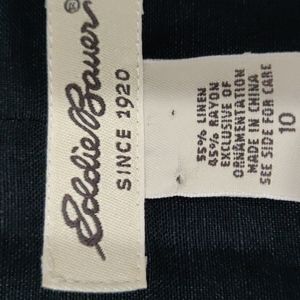 Eddie Bauer
SINCE 1920
55% LINEN
45% RAYON
EXCLUSIVE OF
ORNAMENTATION
MADE IN CHINA
SEE SIDE FOR CARE
10